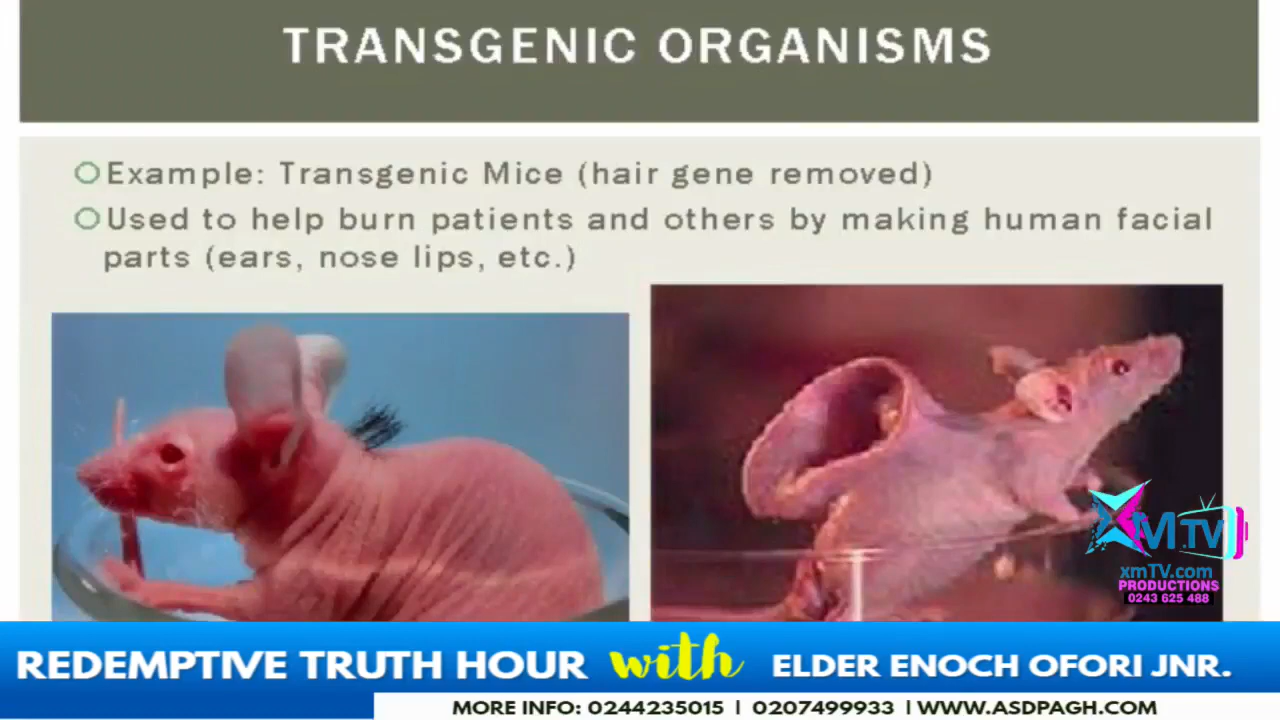 TRANSGENIC ORGANISMS
Example: Transgenic Mice (hair gene removed)
Used to help burn patients and others by making human facial
parts (ears, nose lips, etc.)
XM.TV
xmTV.com
PRODUCTIONS
0243 625 488
REDEMPTIVE TRUTH HOUR with ELDER ENOCH OFORI JNR.
MORE INFO: 0244235015 | 0207499933 | WWW.ASDPAGH.COM